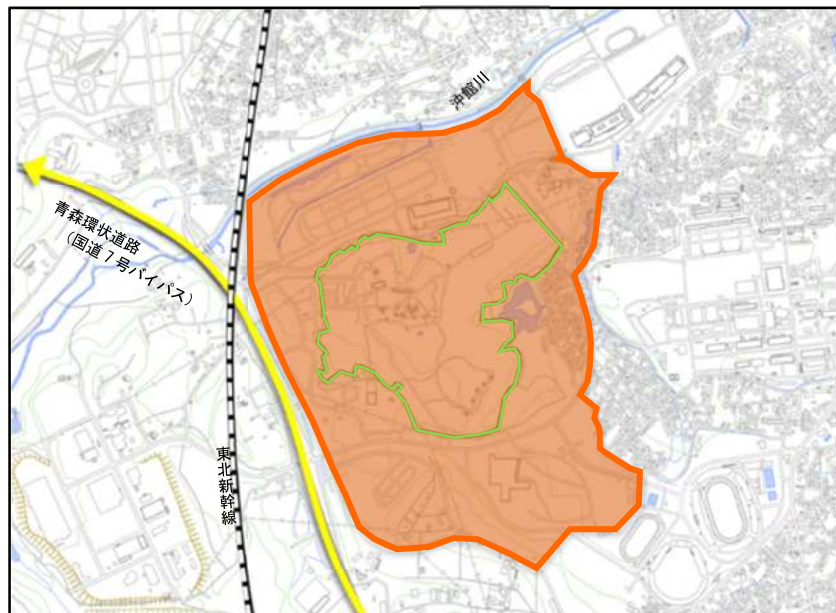 沖館川
青森環状道路
（国道７号バイパス）
東北新幹線